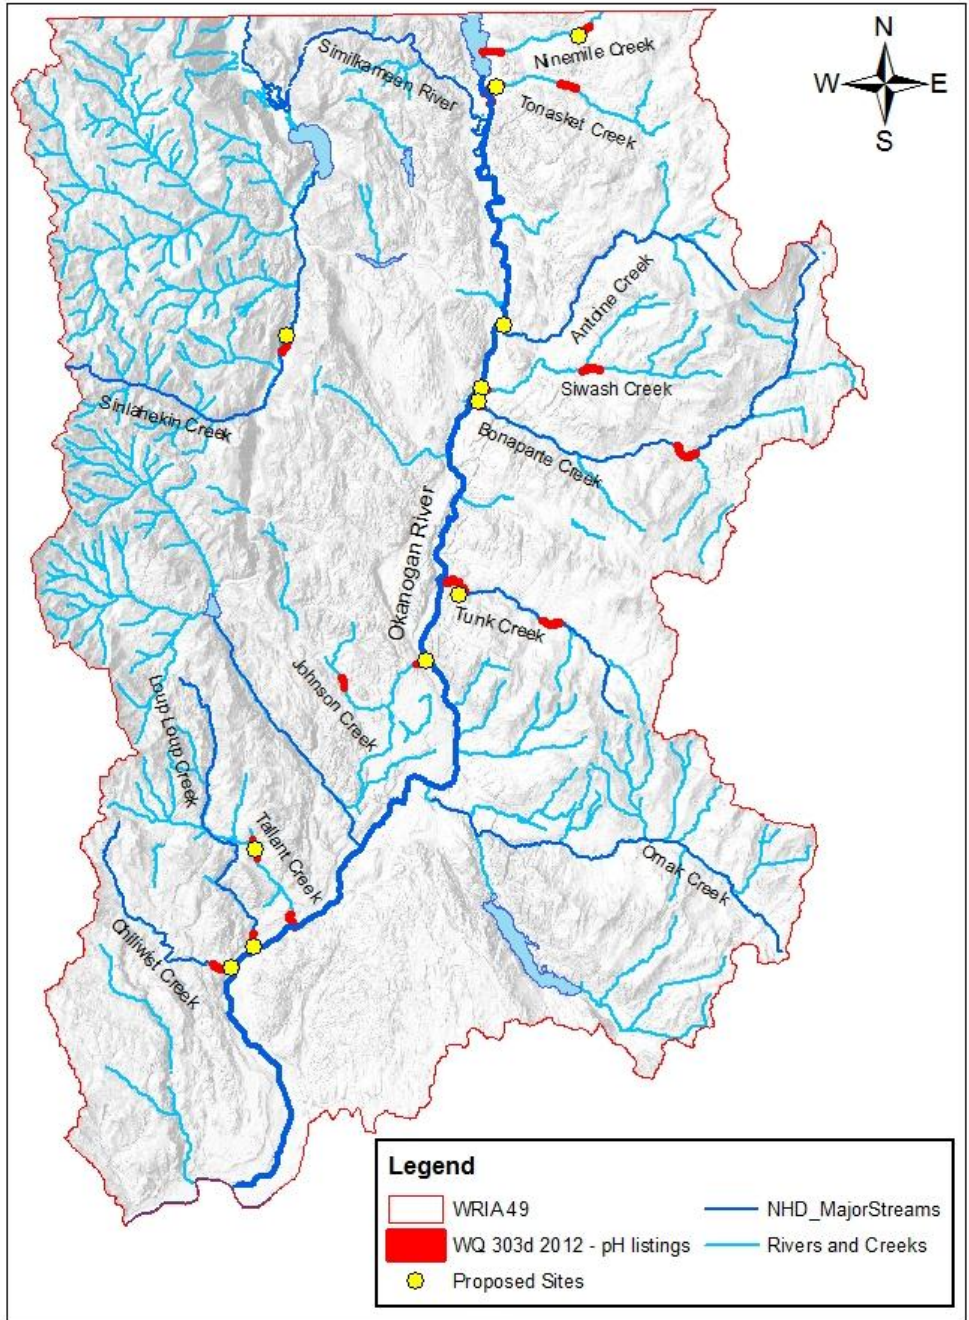 N
W E
S
Similkameen River
Ninemile Creek
Tonasket Creek
Antoine Creek
Siwash Creek
Sinlahekin Creek
Bonaparte Creek
Okanogan River
Tunk Creek
Johnson Creek
Loup Loup Creek
Tallant Creek
Omak Creek
Chiliwist Creek
Legend
WRIA49
NHD_MajorStreams
WQ 303d 2012 - pH listings
Rivers and Creeks
Proposed Sites